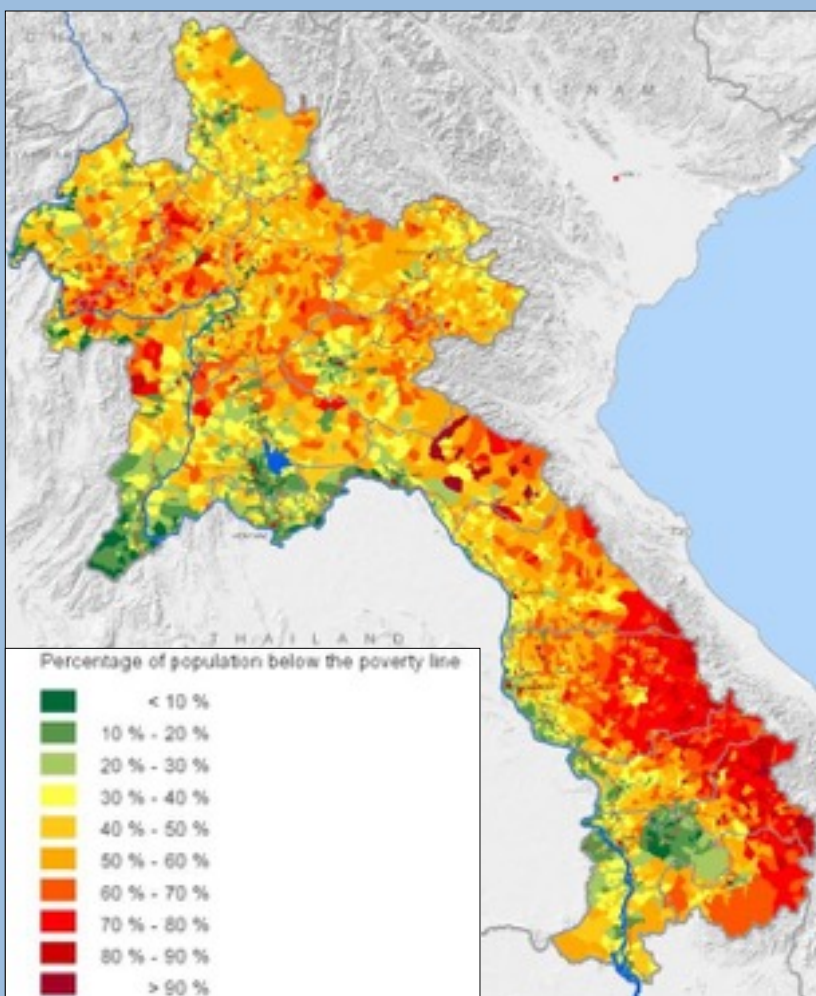 CHINA
VIETNAM
THAILAND
Percentage of population below the poverty line
< 10 %
10 % - 20 %
20 % - 30 %
30 % - 40 %
40 % - 50 %
50 % - 60 %
60 % - 70 %
70 % - 80 %
80 % - 90 %
> 90 %